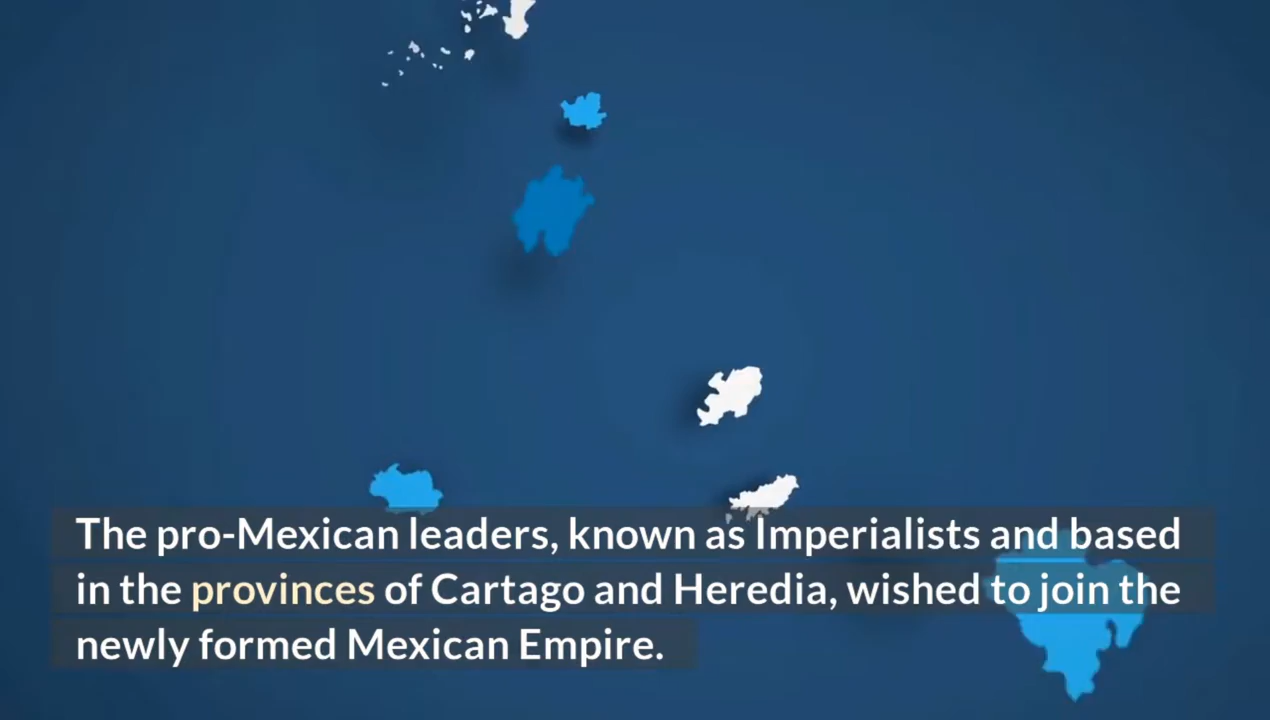 The pro-Mexican leaders, known as Imperialists and based
in the provinces of Cartago and Heredia, wished to join the
newly formed Mexican Empire.